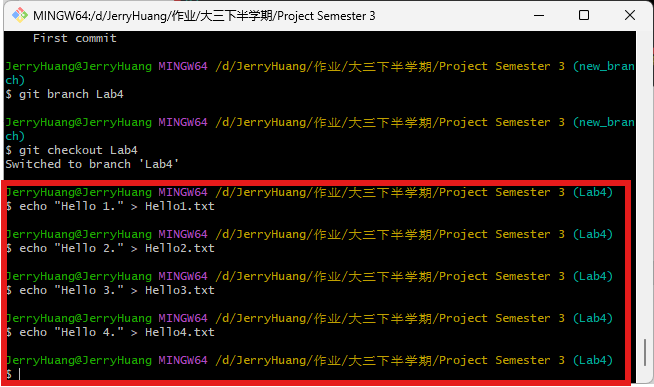 MINGW64:/d/JerryHuang/作业/大三下半学期/Project Semester 3
First commit
JerryHuang@JerryHuang MINGW64 /d/JerryHuang/作业/大三下半学期/Project Semester 3 (new_bran
ch)
$ git branch Lab4
JerryHuang@JerryHuang MINGW64 /d/JerryHuang/作业/大三下半学期/Project Semester 3 (new_bran
ch)
$ git checkout Lab4
Switched to branch 'Lab4'
JerryHuang@JerryHuang MINGW64 /d/JerryHuang/作业/大三下半学期/Project Semester 3 (Lab4)
$ echo "Hello 1." > Hello1.txt
JerryHuang@JerryHuang MINGW64 /d/JerryHuang/作业/大三下半学期/Project Semester 3 (Lab4)
$ echo "Hello 2." > Hello2.txt
JerryHuang@JerryHuang MINGW64 /d/JerryHuang/作业/大三下半学期/Project Semester 3 (Lab4)
$ echo "Hello 3." > Hello3.txt
JerryHuang@JerryHuang MINGW64 /d/JerryHuang/作业/大三下半学期/Project Semester 3 (Lab4)
$ echo "Hello 4." > Hello4.txt
JerryHuang@JerryHuang MINGW64 /d/JerryHuang/作业/大三下半学期/Project Semester 3 (Lab4)
$